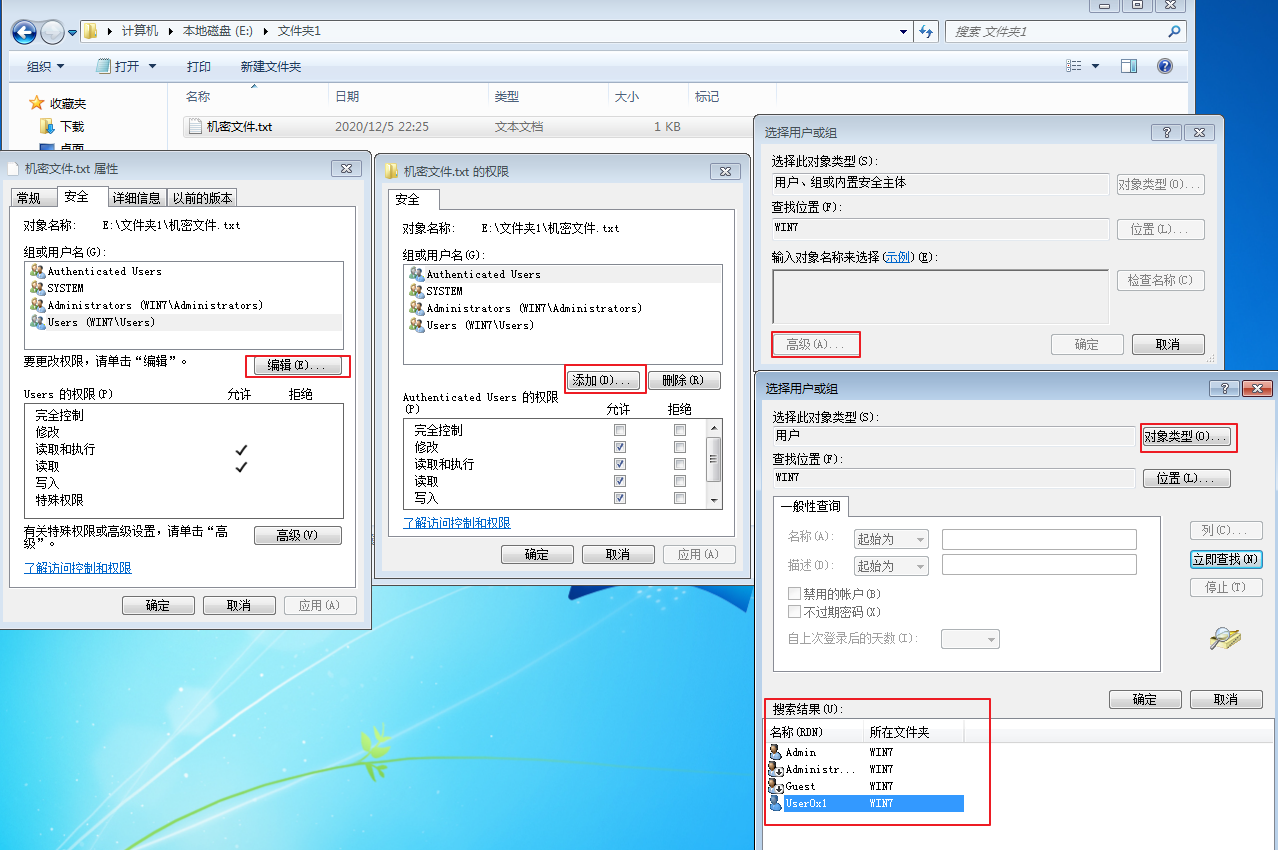 计算机 本地磁盘 (E:) 文件夹1
搜索 文件夹1
组织 打开 打印 新建文件夹
收藏夹
下载
桌面
名称 日期 类型 大小 标记
机密文件.txt 2020/12/5 22:25 文本文档 1 KB
机密文件.txt 属性
常规 安全 详细信息 以前的版本
对象名称: E:\文件夹1\机密文件.txt
组或用户名(G):
Authenticated Users
SYSTEM
Administrators (WIN7\Administrators)
Users (WIN7\Users)
要更改权限，请单击“编辑”。
编辑(E)...
Users 的权限(P) 允许 拒绝
完全控制
修改
读取和执行
读取
写入
特殊权限
有关特殊权限或高级设置，请单击“高
级”。
高级(V)
了解访问控制和权限
确定 取消 应用(A)
机密文件.txt 的权限
安全
对象名称: E:\文件夹1\机密文件.txt
组或用户名(G):
Authenticated Users
SYSTEM
Administrators (WIN7\Administrators)
Users (WIN7\Users)
添加(D)... 删除(R)
Authenticated Users 的权限
(P) 允许 拒绝
完全控制
修改
读取和执行
读取
写入
了解访问控制和权限
确定 取消 应用(A)
选择用户或组
选择此对象类型(S):
用户、组或内置安全主体 对象类型(O)...
查找位置(F):
WIN7 位置(L)...
输入对象名称来选择(示例)(E):
检查名称(C)
高级(A)... 确定 取消
选择用户或组
选择此对象类型(S):
用户 对象类型(O)...
查找位置(F):
WIN7 位置(L)...
一般性查询
名称(A): 起始为
描述(D): 起始为
禁用的帐户(B)
不过期密码(X)
自上次登录后的天数(I):
列(C)...
立即查找(N)
停止(T)
确定 取消
搜索结果(U):
名称(RDN) 所在文件夹
Admin WIN7
Administr... WIN7
Guest WIN7
UserOx1 WIN7